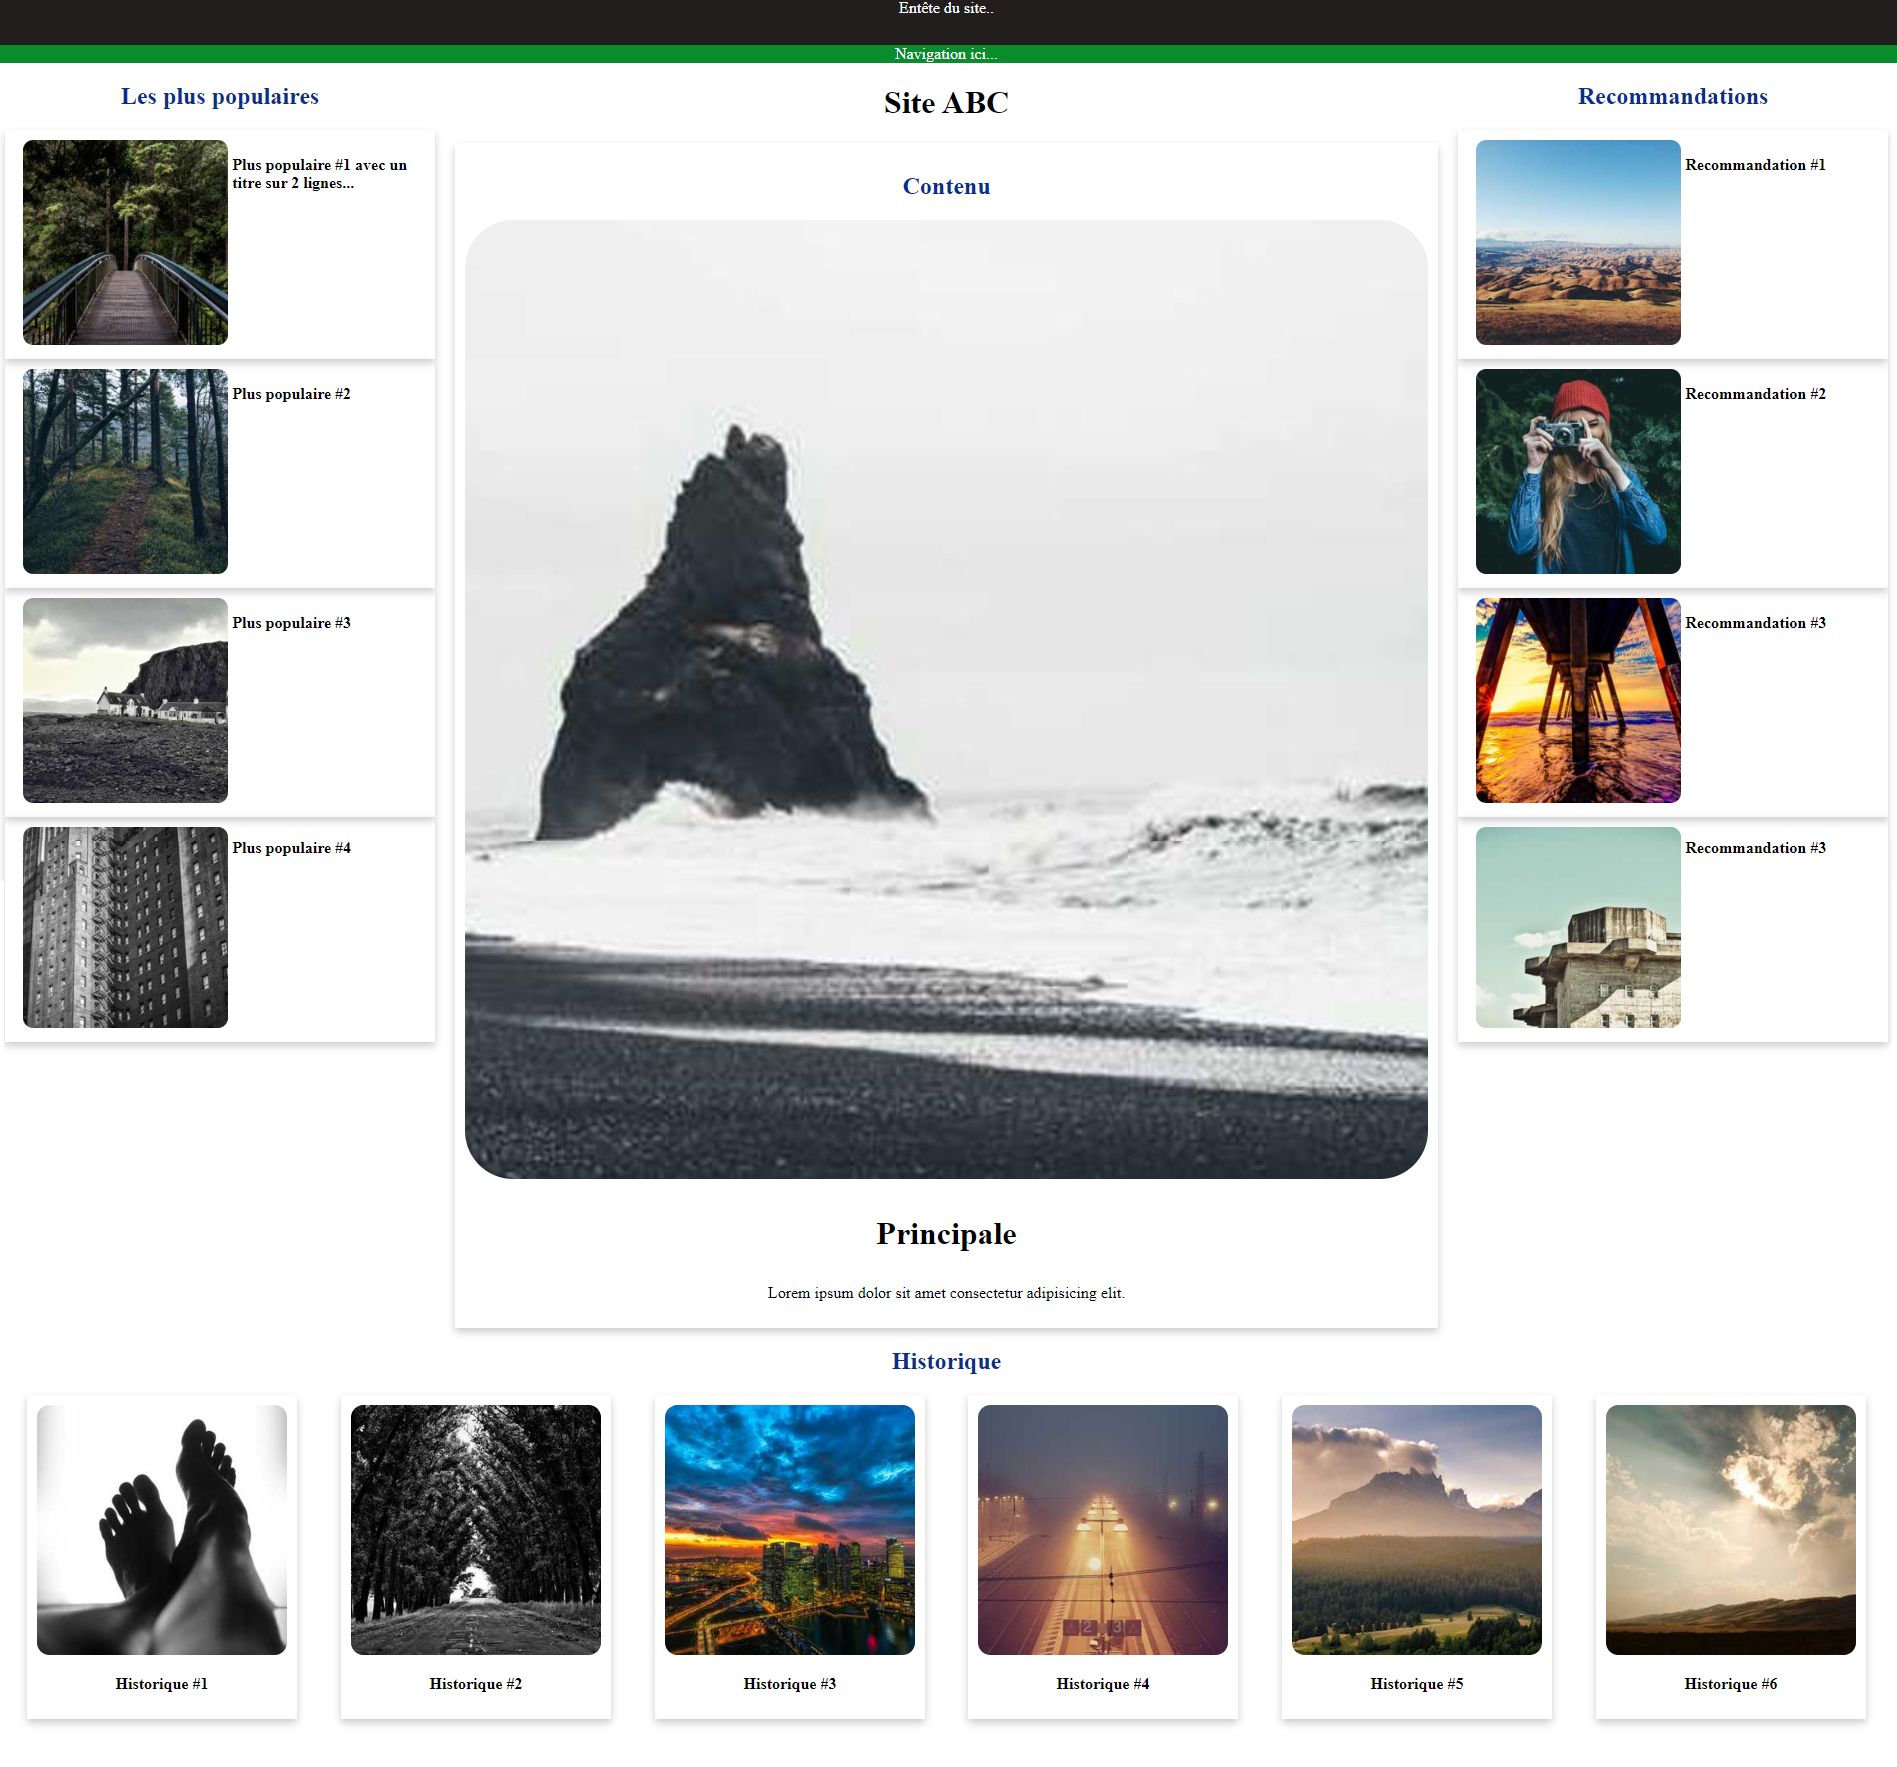 Entête du site..
Navigation ici...
Les plus populaires
Plus populaire #1 avec un
titre sur 2 lignes...
Plus populaire #2
Plus populaire #3
Plus populaire #4
Site ABC
Contenu
Principale
Lorem ipsum dolor sit amet consectetur adipisicing elit.
Recommandations
Recommandation #1
Recommandation #2
Recommandation #3
Recommandation #3
Historique
2 3
Historique #1
Historique #2
Historique #3
Historique #4
Historique #5
Historique #6